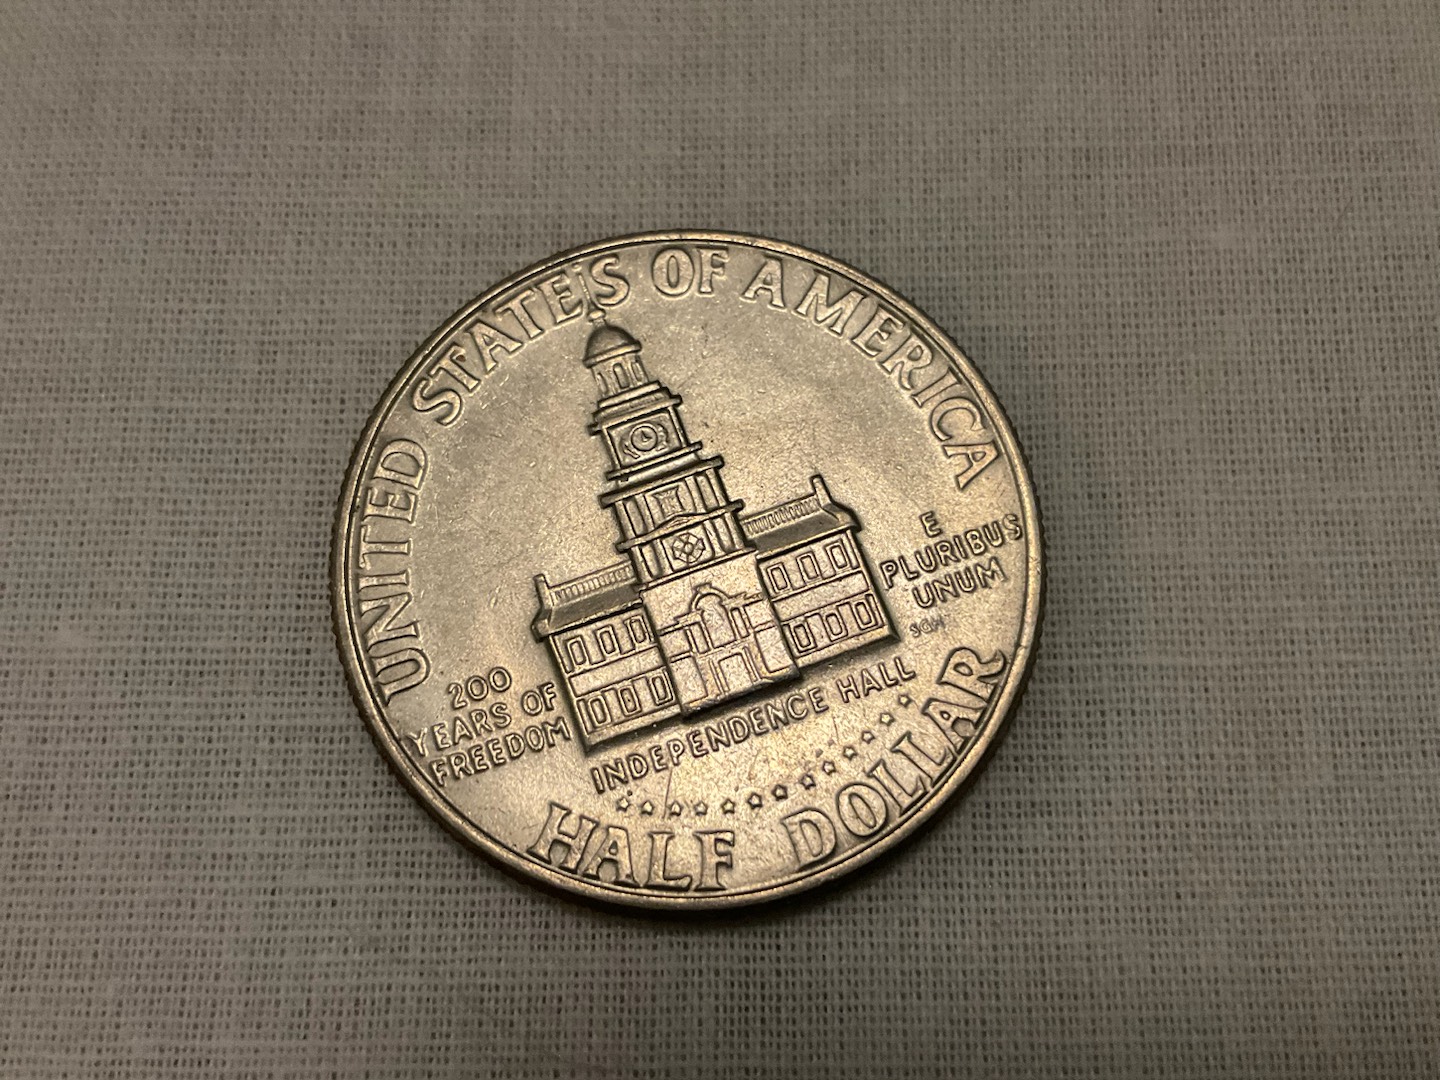 UNITED STATES OF AMERICA
200
YEARS OF
FREEDOM
E
PLURIBUS
UNUM
SGH
INDEPENDENCE HALL
HALF DOLLAR